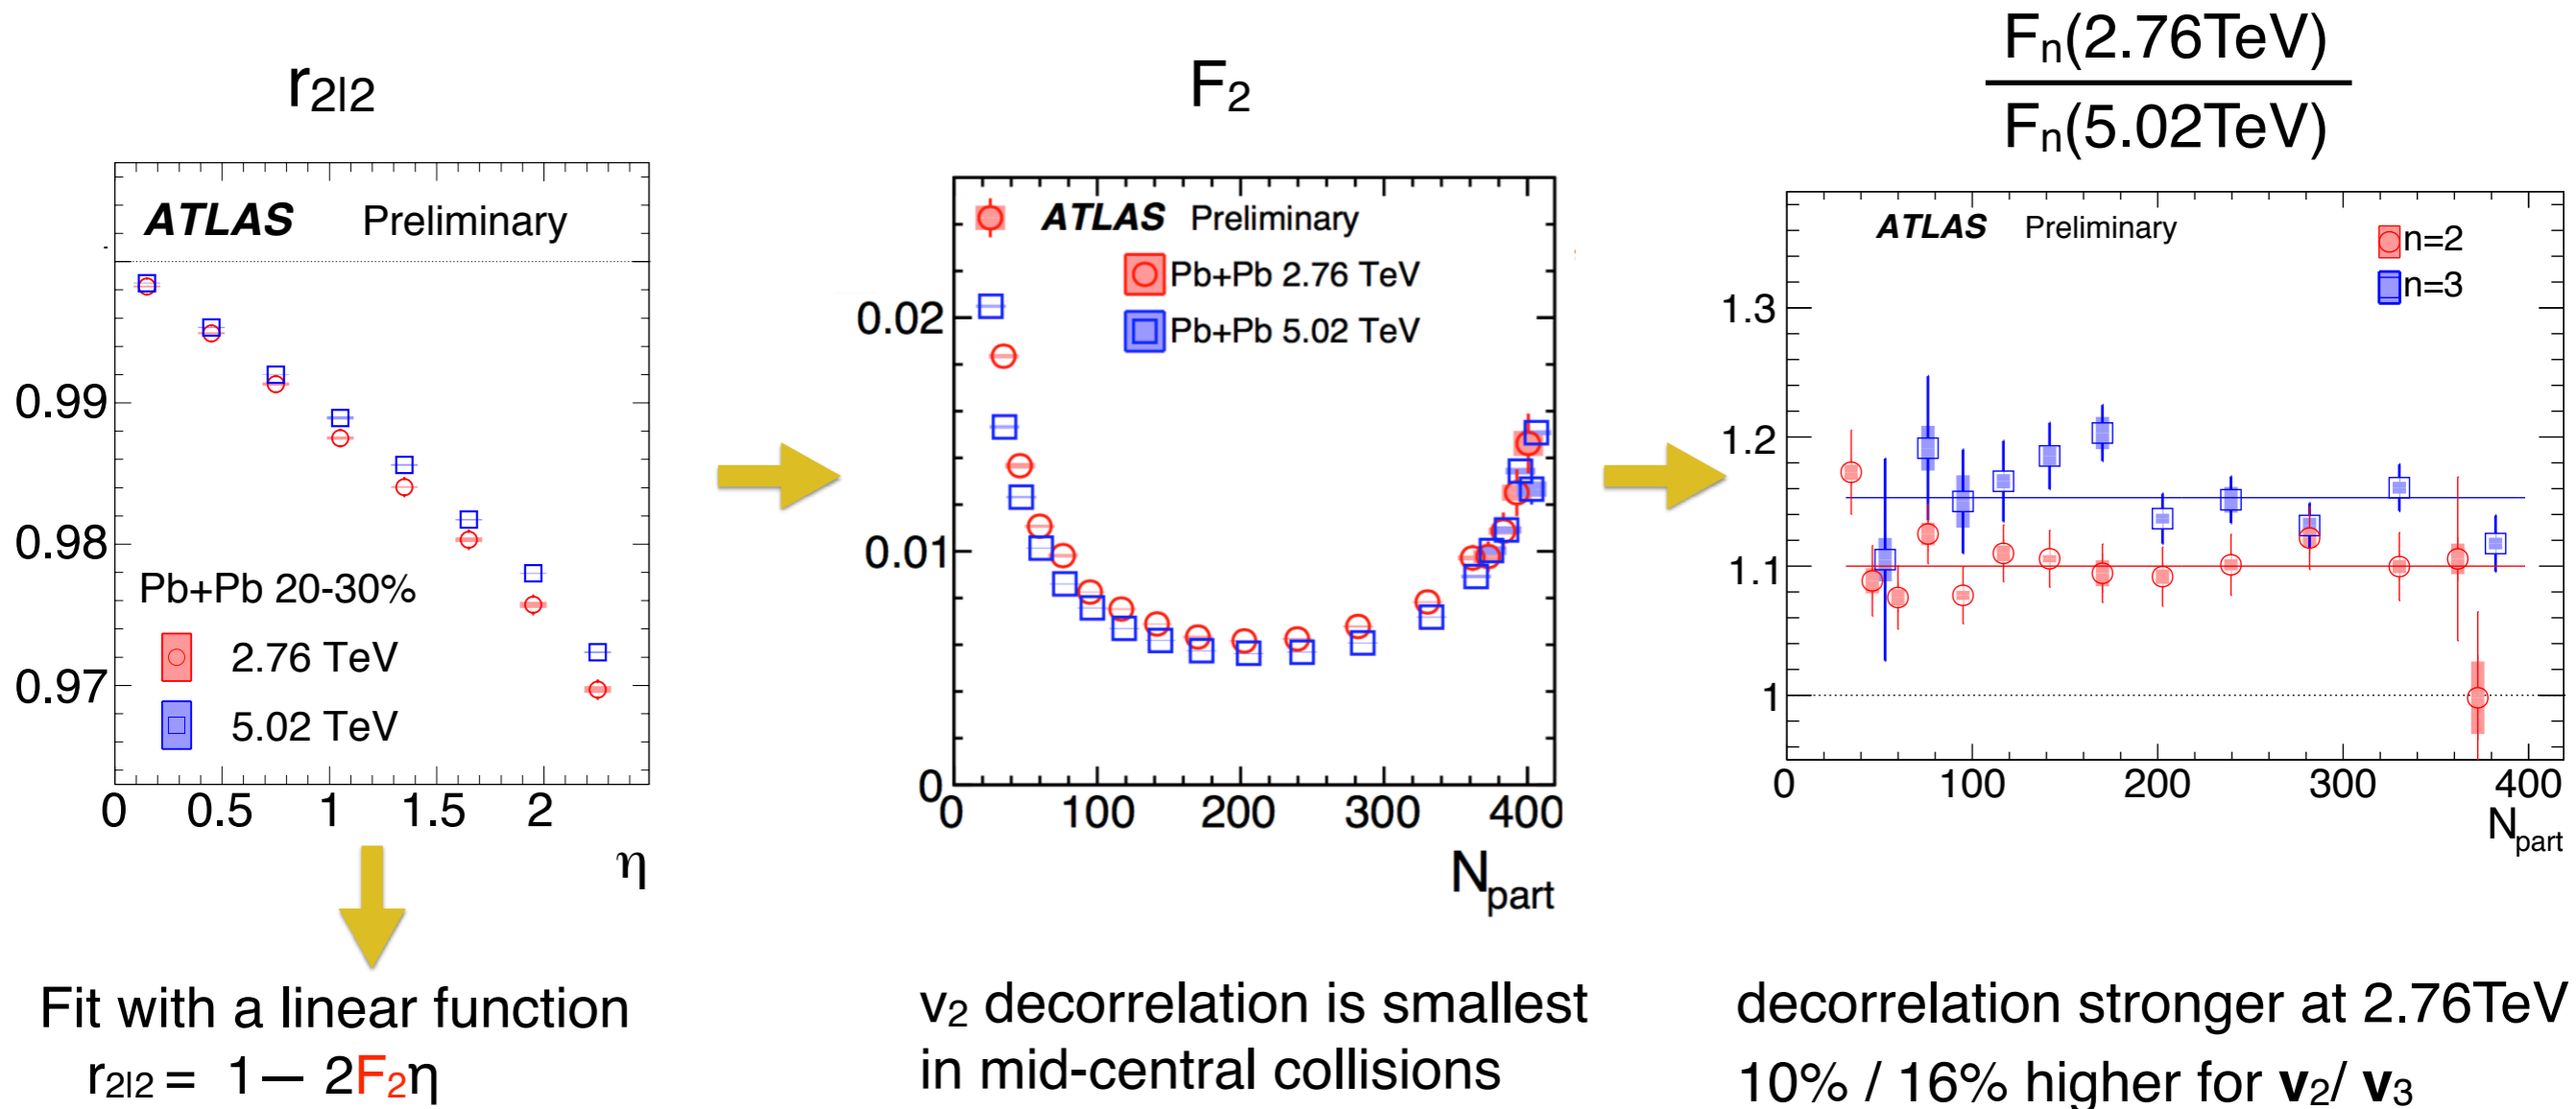 r2|2
ATLAS Preliminary
0.99
0.98
0.97
Pb+Pb 20-30%
2.76 TeV
5.02 TeV
0 0.5 1 1.5 2
η
Fit with a linear function
r2|2 = 1— 2F2η
F2
ATLAS Preliminary
Pb+Pb 2.76 TeV
Pb+Pb 5.02 TeV
0.02
0.01
0
0 100 200 300 400
Npart
v2 decorrelation is smallest
in mid-central collisions
Fn(2.76TeV)
Fn(5.02TeV)
ATLAS Preliminary
n=2
n=3
1.3
1.2
1.1
1
0 100 200 300 400
Npart
decorrelation stronger at 2.76TeV
10% / 16% higher for v2/ v3